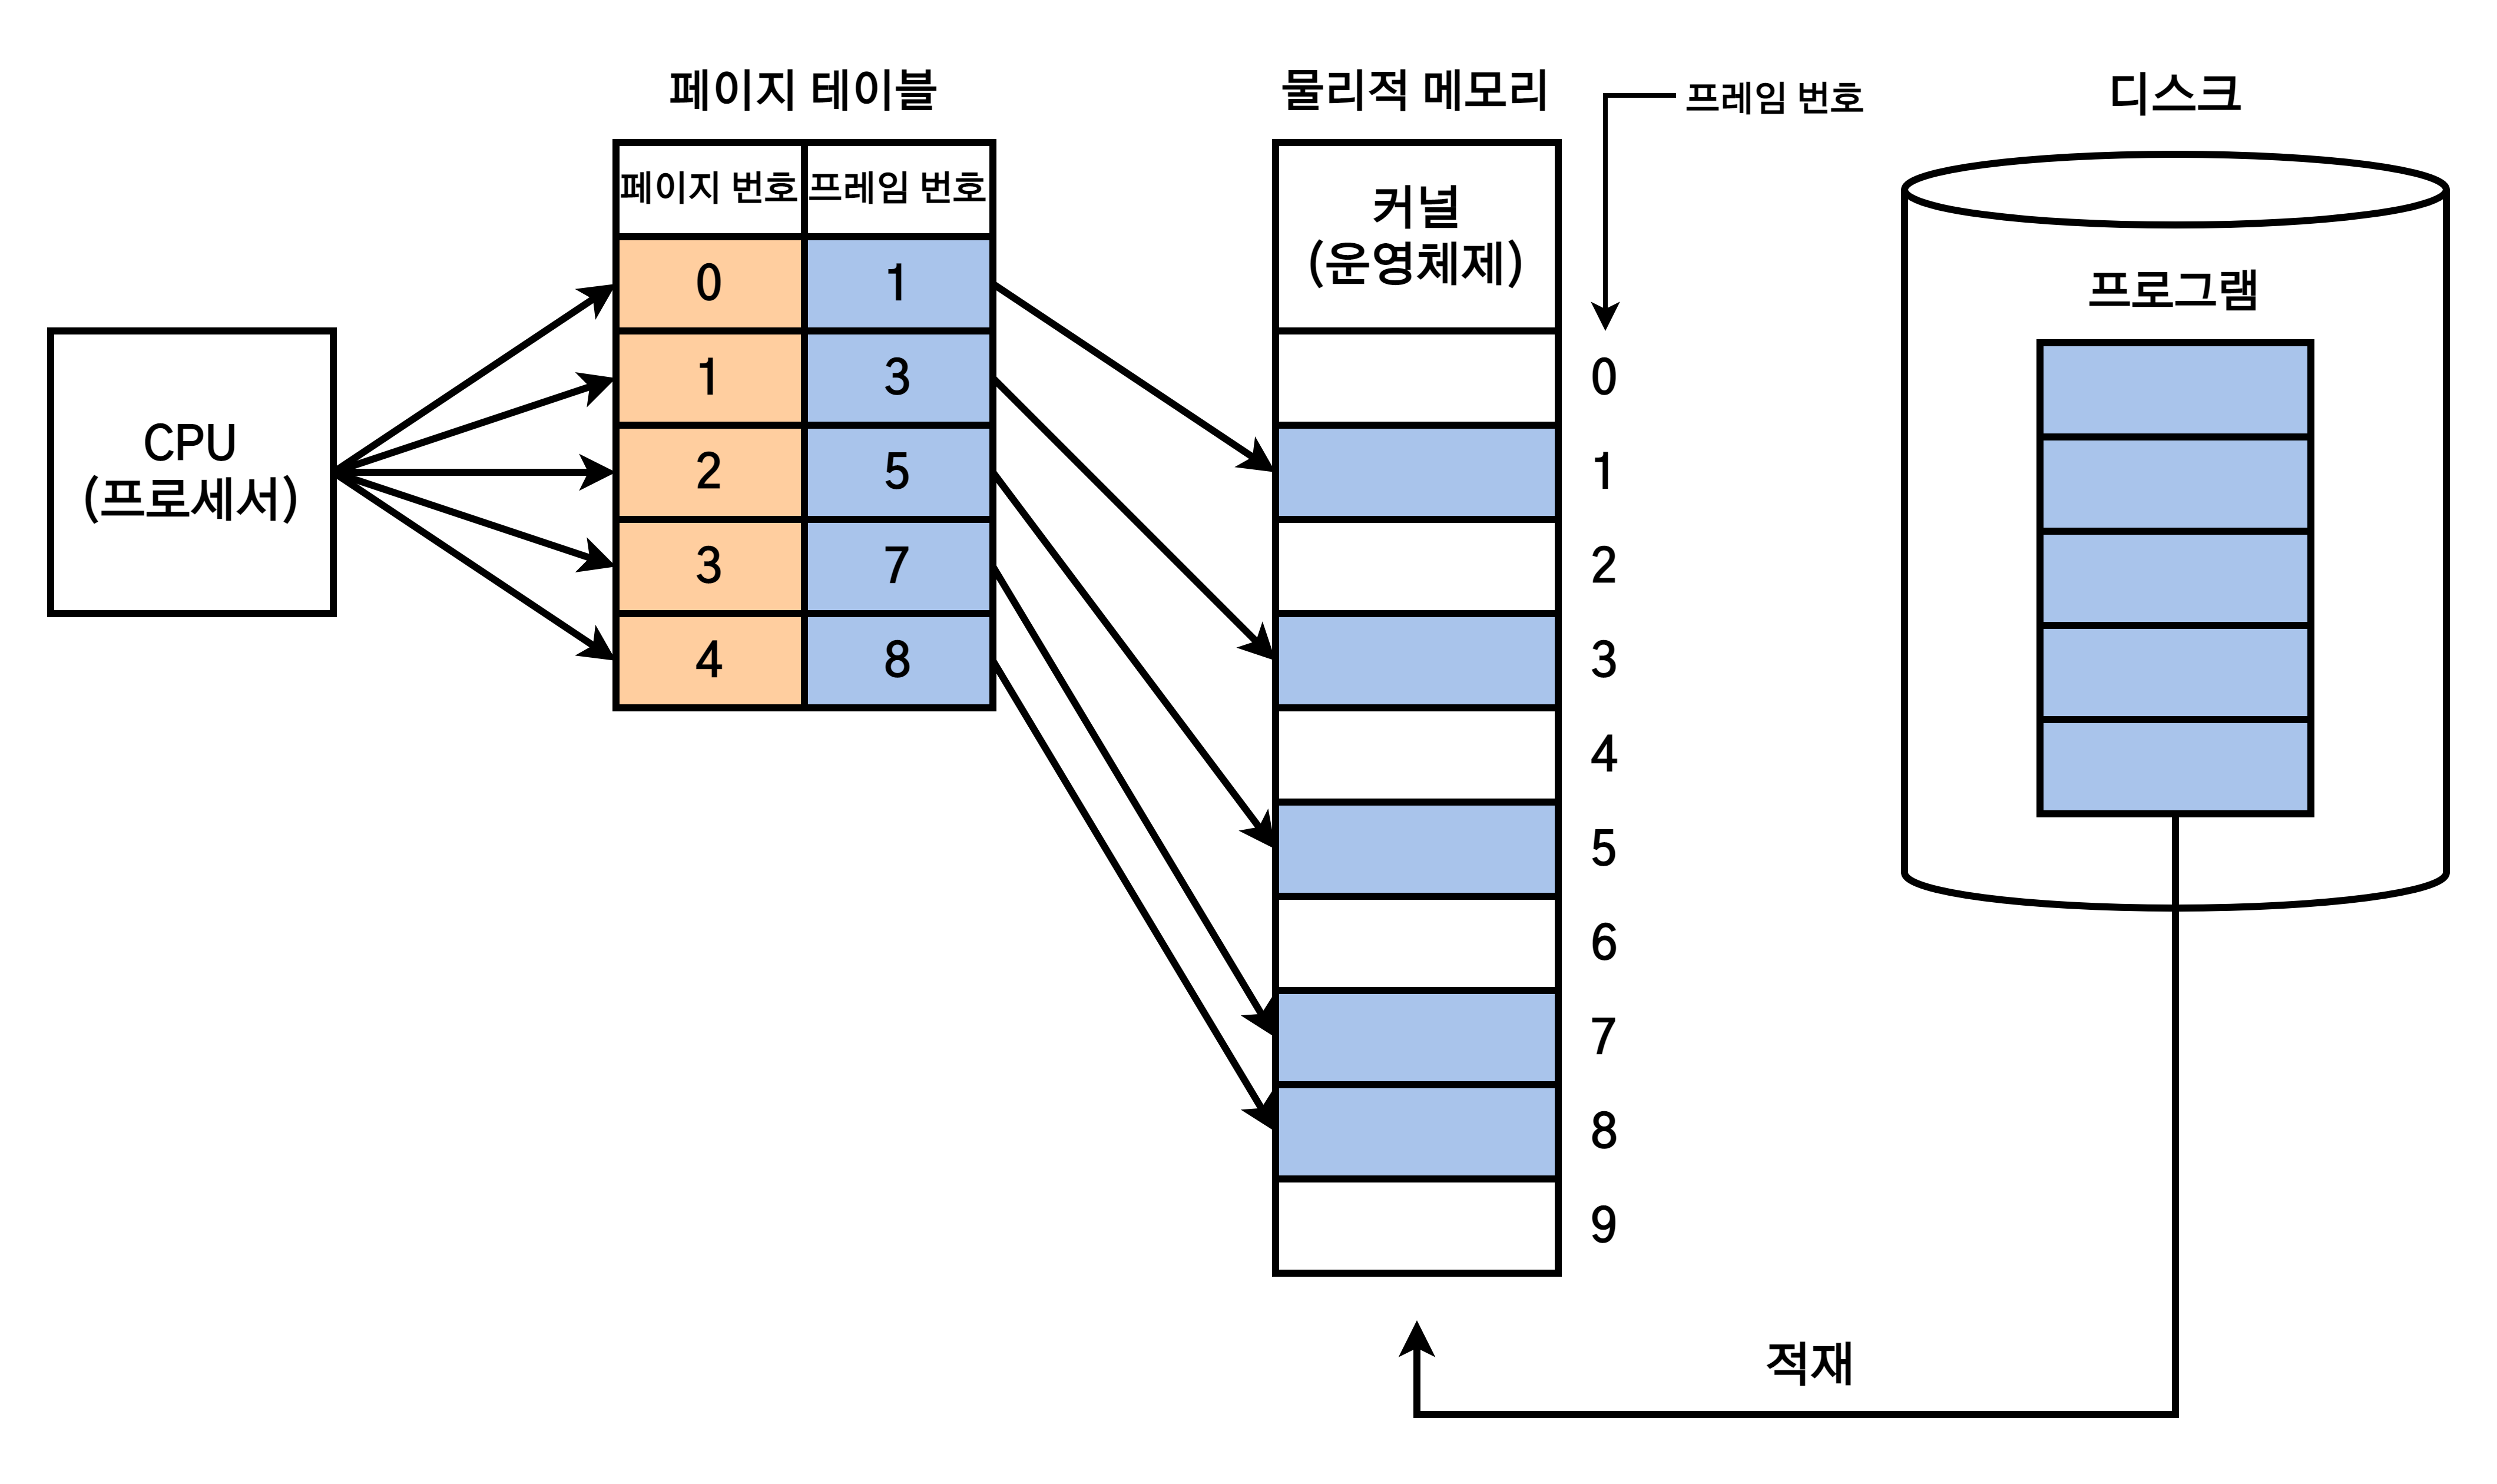 페이지 테이블
물리적 메모리
프레임 번호
디스크
페이지 번호 프레임 번호
커널
(운영체제)
프로그램
CPU
(프로세서)
0 1
1 3
2 5
3 7
4 8
0
1
2
3
4
5
6
7
8
9
적재